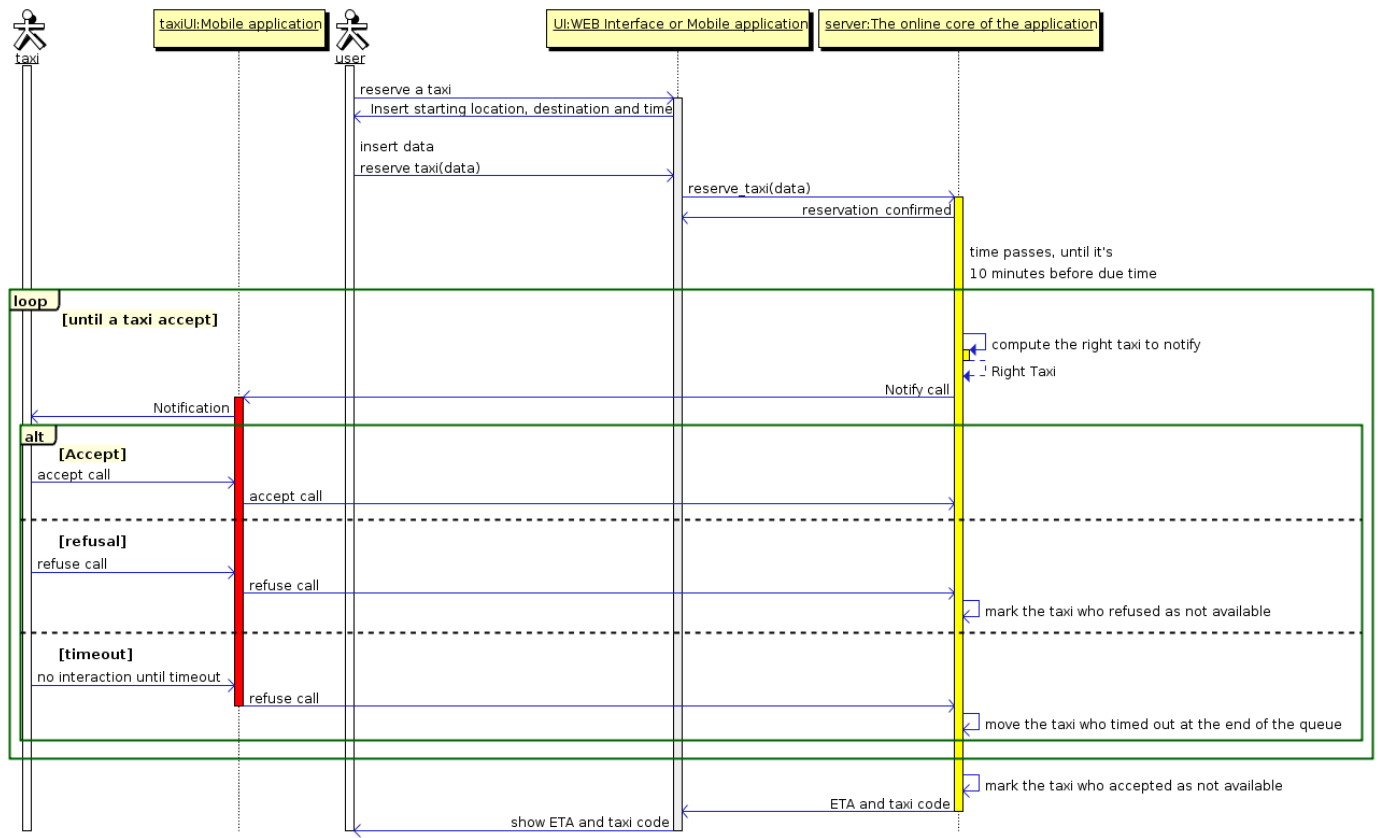 taxi
taxiUI:Mobile application
user
UI:WEB Interface or Mobile application
server:The online core of the application
reserve a taxi
Insert starting location, destination and time
insert data
reserve taxi(data)
reserve_taxi(data)
reservation confirmed
time passes, until it's
10 minutes before due time
loop
[until a taxi accept]
compute the right taxi to notify
Right Taxi
Notify call
Notification
alt
[Accept]
accept call
accept call
[refusal]
refuse call
refuse call
mark the taxi who refused as not available
[timeout]
no interaction until timeout
refuse call
move the taxi who timed out at the end of the queue
mark the taxi who accepted as not available
ETA and taxi code
show ETA and taxi code